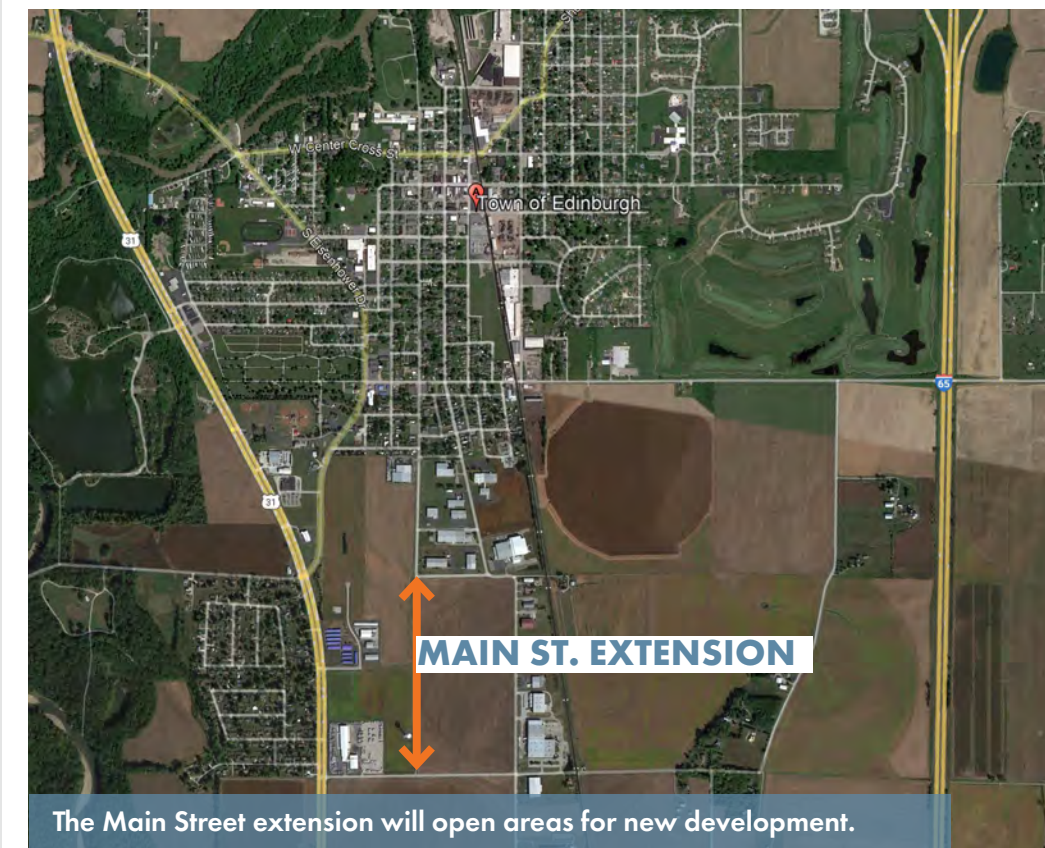 W Center Cross St
Town of Edinburgh
31
S Eisenhower Dr
65
31
MAIN ST. EXTENSION
The Main Street extension will open areas for new development.